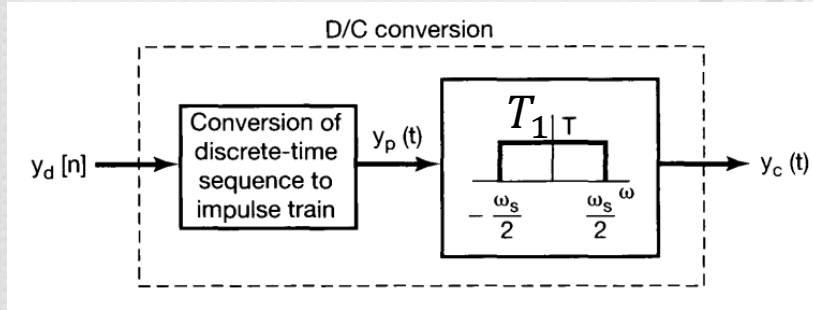 D/C conversion
Conversion of
discrete-time
sequence to
impulse train
y_d [n]
y_p (t)
T_1
T
-ω_s/2
ω_s/2
ω
y_c (t)